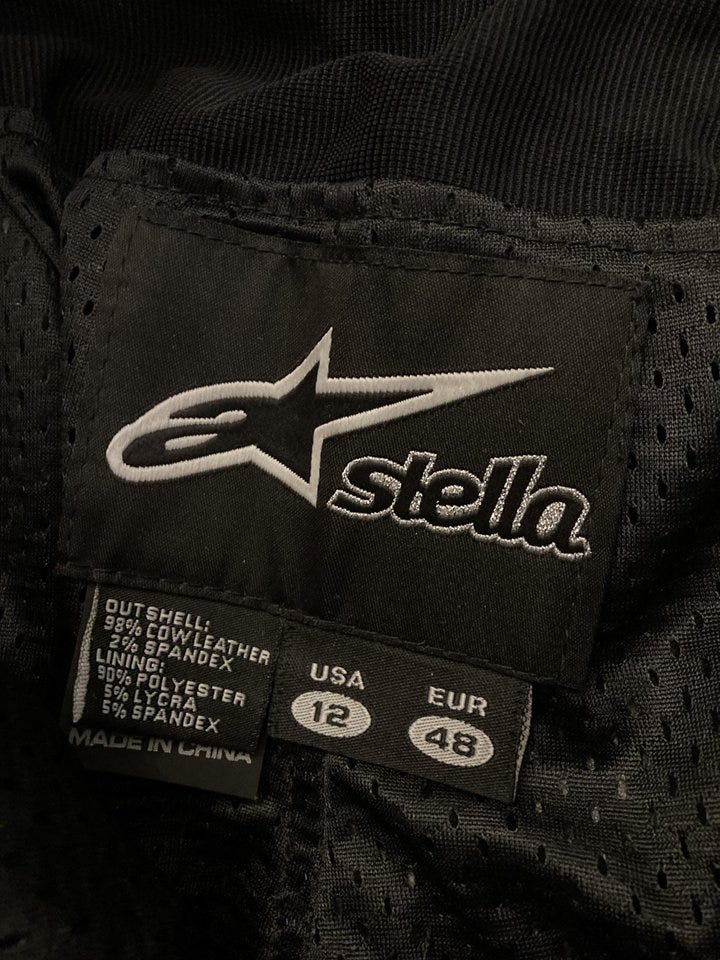 stella
OUTSHELL:
98% COW LEATHER
2% SPANDEX
LINING:
90% POLYESTER
5% LYCRA
5% SPANDEX
MADE IN CHINA
USA
12
EUR
48